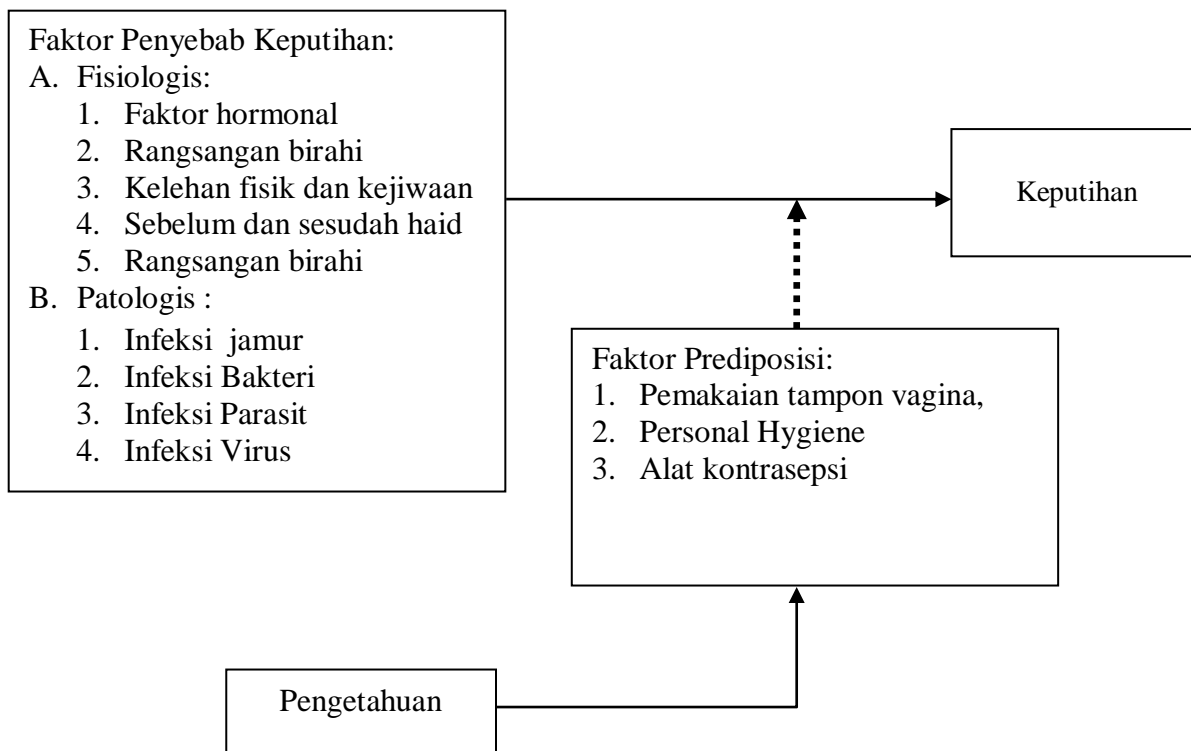 Faktor Penyebab Keputihan:
A. Fisiologis:
1. Faktor hormonal
2. Rangsangan birahi
3. Kelehan fisik dan kejiwaan
4. Sebelum dan sesudah haid
5. Rangsangan birahi
B. Patologis :
1. Infeksi jamur
2. Infeksi Bakteri
3. Infeksi Parasit
4. Infeksi Virus
Keputihan
Faktor Prediposisi:
1. Pemakaian tampon vagina,
2. Personal Hygiene
3. Alat kontrasepsi
Pengetahuan